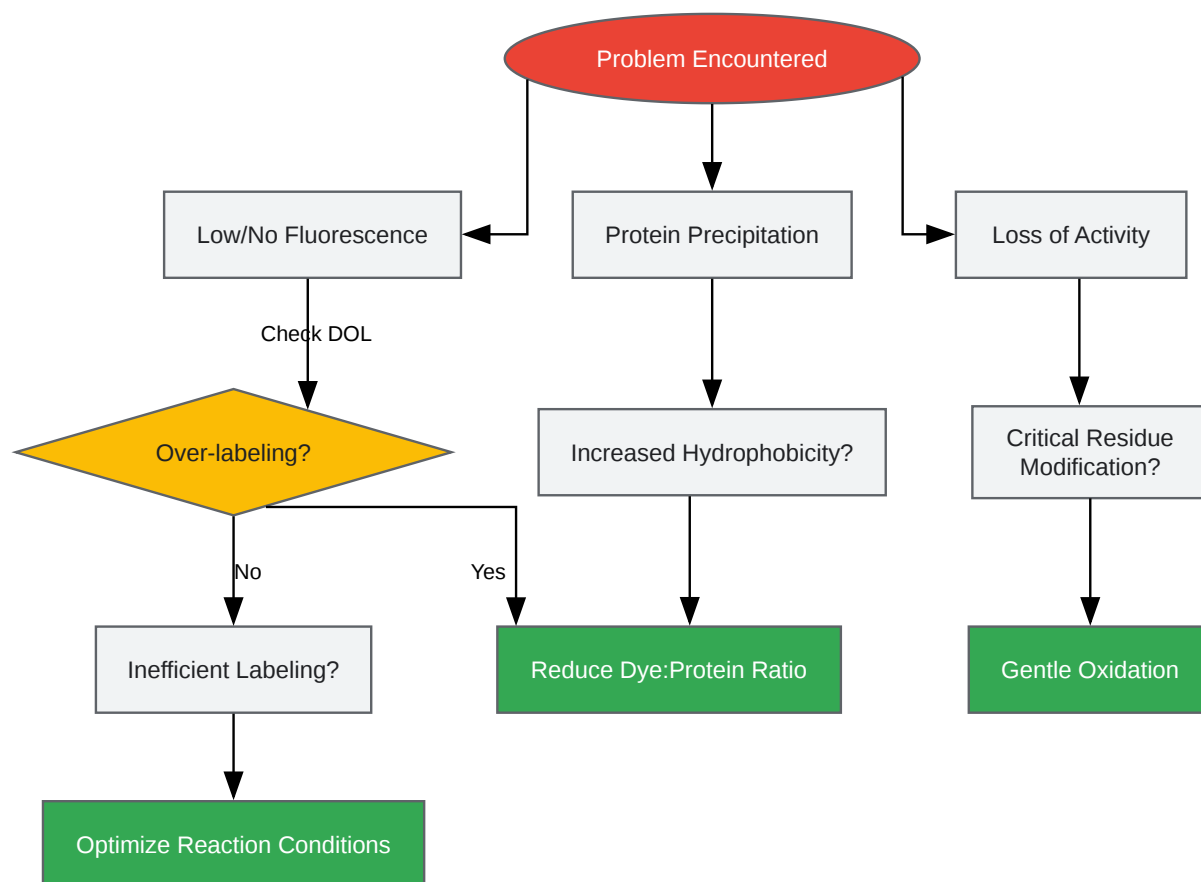 Problem Encountered
Low/No Fluorescence
Protein Precipitation
Loss of Activity
Check DOL
Over-labeling?
Increased Hydrophobicity?
Critical Residue
Modification?
No
Yes
Inefficient Labeling?
Reduce Dye:Protein Ratio
Gentle Oxidation
Optimize Reaction Conditions